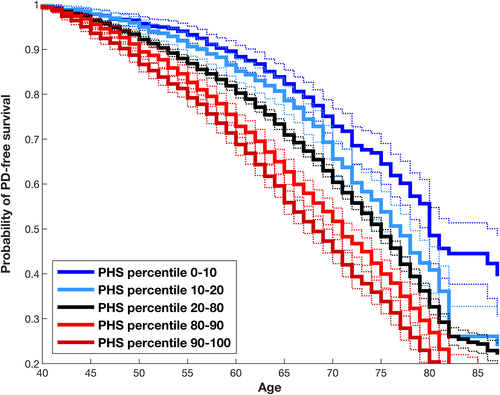 1
0.9
0.8
0.7
0.6
0.5
0.4
0.3
0.2
Probability of PD-free survival
PHS percentile 0-10
PHS percentile 10-20
PHS percentile 20-80
PHS percentile 80-90
PHS percentile 90-100
40 45 50 55 60 65 70 75 80 85
Age